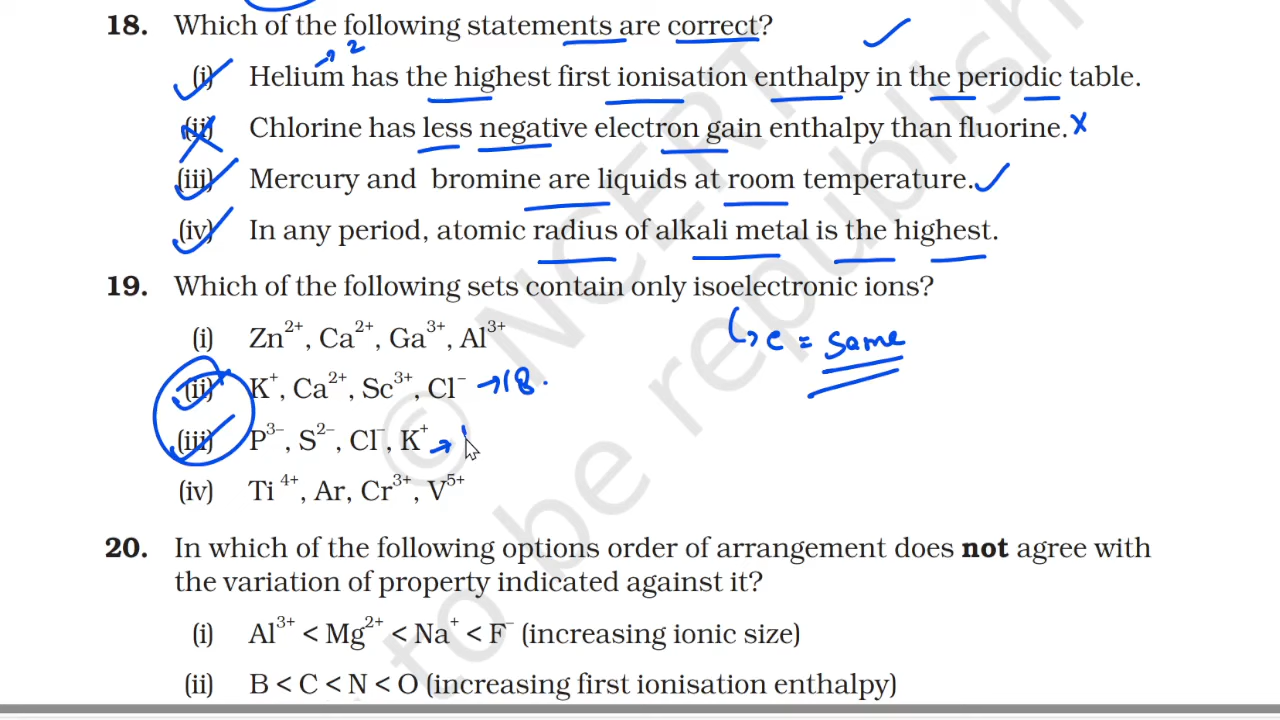 18. Which of the following statements are correct?
→ 2
(i) Helium has the highest first ionisation enthalpy in the periodic table.
(ii) Chlorine has less negative electron gain enthalpy than fluorine. x
(iii) Mercury and bromine are liquids at room temperature.
(iv) In any period, atomic radius of alkali metal is the highest.
19. Which of the following sets contain only isoelectronic ions?
(i) Zn²⁺, Ca²⁺, Ga³⁺, Al³⁺
↳ e = same
(ii) K⁺, Ca²⁺, Sc³⁺, Cl⁻ → 18.
(iii) P³⁻, S²⁻, Cl⁻, K⁺ →
(iv) Ti ⁴⁺, Ar, Cr³⁺, V⁵⁺
20. In which of the following options order of arrangement does not agree with
the variation of property indicated against it?
(i) Al³⁺ < Mg²⁺ < Na⁺ < F⁻ (increasing ionic size)
(ii) B < C < N < O (increasing first ionisation enthalpy)
© NCERT
to be republish